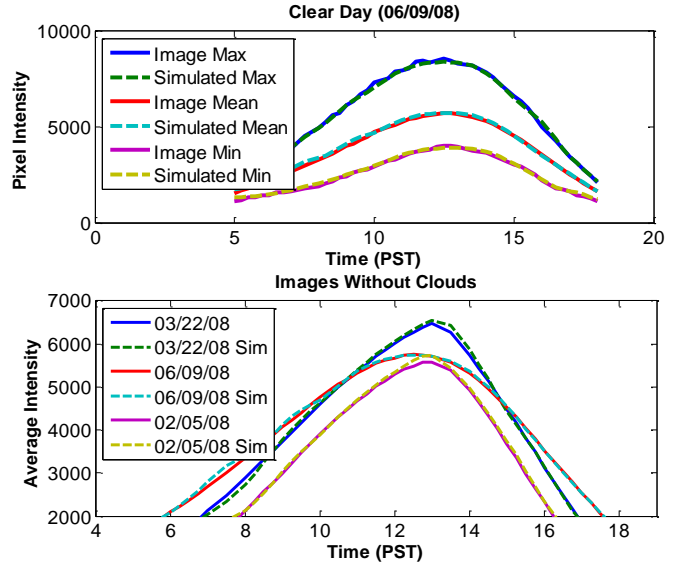 Clear Day (06/09/08)
10000
5000
0
Pixel Intensity
Image Max
Simulated Max
Image Mean
Simulated Mean
Image Min
Simulated Min
0 5 10 15 20
Time (PST)
Images Without Clouds
7000
6000
5000
4000
3000
2000
Average Intensity
03/22/08
03/22/08 Sim
06/09/08
06/09/08 Sim
02/05/08
02/05/08 Sim
4 6 8 10 12 14 16 18
Time (PST)